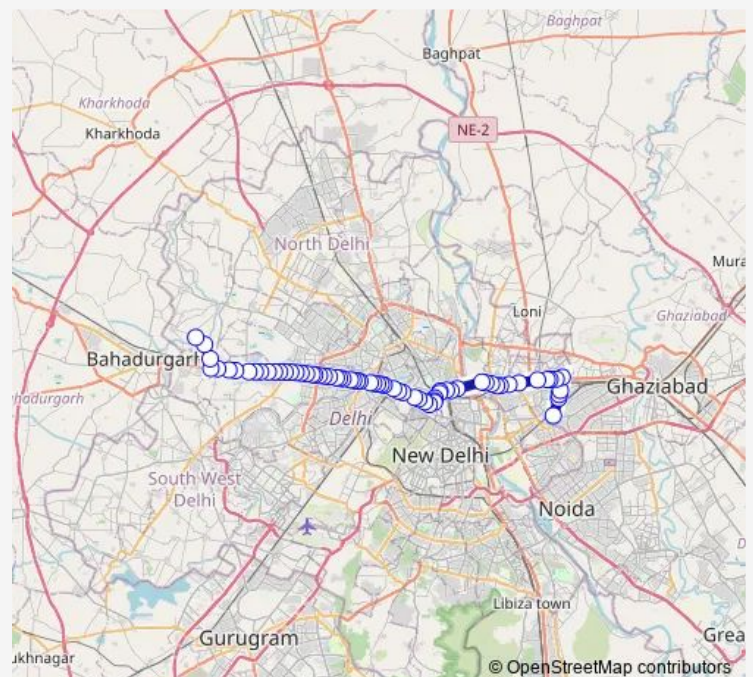 Baghpat
Baghpat
Kharkhoda
Kharkhoda
NE-2
North Delhi
Mura
Loni
Ghaziabad
Bahadurgarh
Ghaziabad
hadurgarh
Delhi
New Delhi
South West
Delhi
Noida
Libiza town
Gurugram
Grea
ukhnagar
© OpenStreetMap contributors